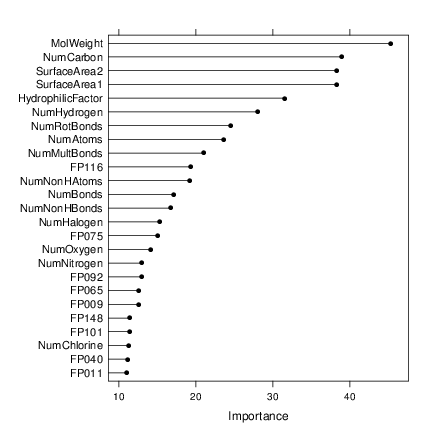 MolWeight
NumCarbon
SurfaceArea2
SurfaceArea1
HydrophilicFactor
NumHydrogen
NumRotBonds
NumAtoms
NumMultBonds
FP116
NumNonHAtoms
NumBonds
NumNonHBonds
NumHalogen
FP075
NumOxygen
NumNitrogen
FP092
FP065
FP009
FP148
FP101
NumChlorine
FP040
FP011
10 20 30 40
Importance